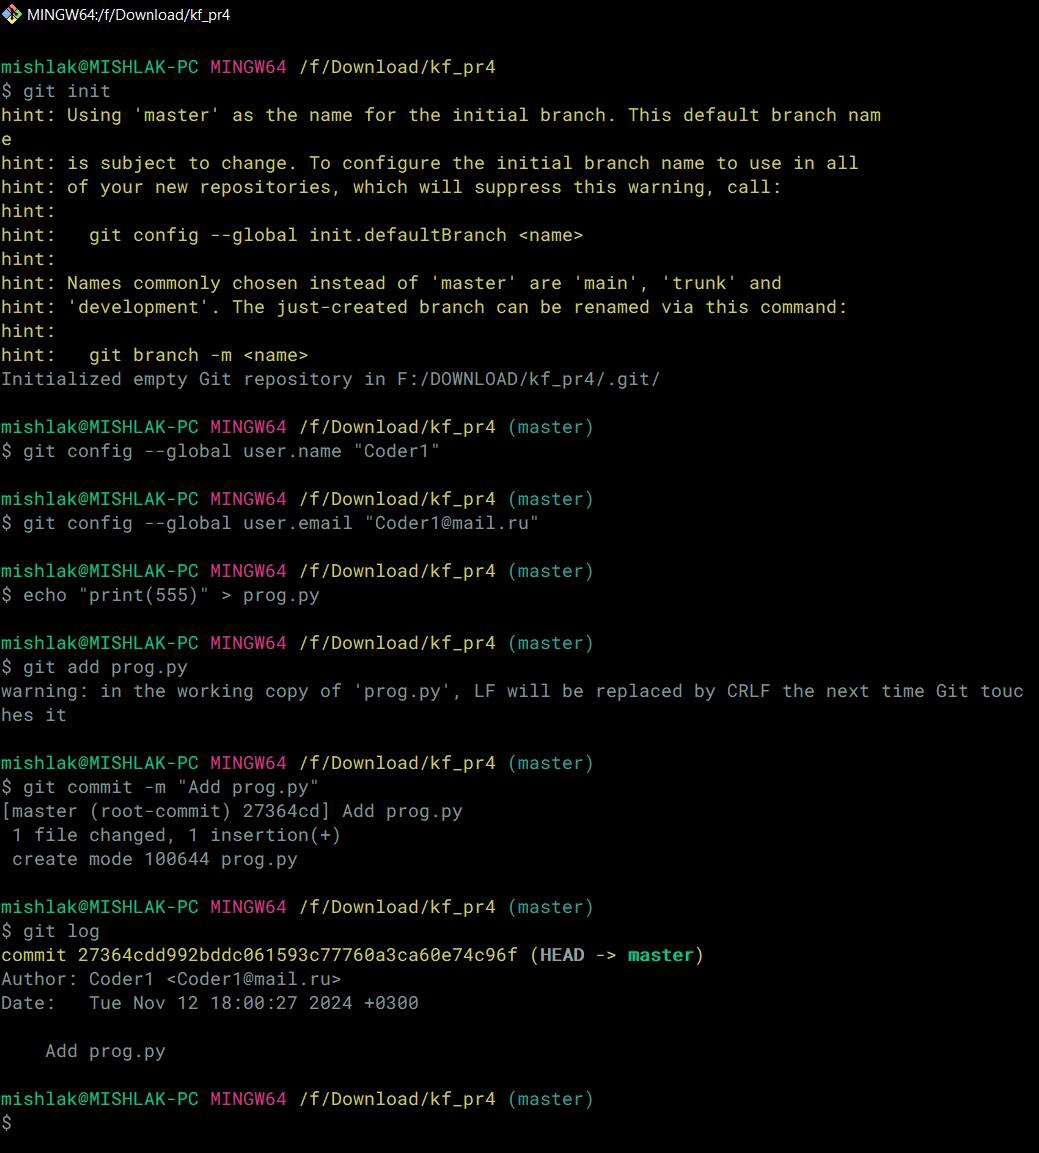 MINGW64:/f/Download/kf_pr4
mishlak@MISHLAK-PC MINGW64 /f/Download/kf_pr4
$ git init
hint: Using 'master' as the name for the initial branch. This default branch nam
e
hint: is subject to change. To configure the initial branch name to use in all
hint: of your new repositories, which will suppress this warning, call:
hint:
hint:   git config --global init.defaultBranch <name>
hint:
hint: Names commonly chosen instead of 'master' are 'main', 'trunk' and
hint: 'development'. The just-created branch can be renamed via this command:
hint:
hint:   git branch -m <name>
Initialized empty Git repository in F:/DOWNLOAD/kf_pr4/.git/
mishlak@MISHLAK-PC MINGW64 /f/Download/kf_pr4 (master)
$ git config --global user.name "Coder1"
mishlak@MISHLAK-PC MINGW64 /f/Download/kf_pr4 (master)
$ git config --global user.email "Coder1@mail.ru"
mishlak@MISHLAK-PC MINGW64 /f/Download/kf_pr4 (master)
$ echo "print(555)" > prog.py
mishlak@MISHLAK-PC MINGW64 /f/Download/kf_pr4 (master)
$ git add prog.py
warning: in the working copy of 'prog.py', LF will be replaced by CRLF the next time Git touc
hes it
mishlak@MISHLAK-PC MINGW64 /f/Download/kf_pr4 (master)
$ git commit -m "Add prog.py"
[master (root-commit) 27364cd] Add prog.py
 1 file changed, 1 insertion(+)
 create mode 100644 prog.py
mishlak@MISHLAK-PC MINGW64 /f/Download/kf_pr4 (master)
$ git log
commit 27364cdd992bddc061593c77760a3ca60e74c96f (HEAD -> master)
Author: Coder1 <Coder1@mail.ru>
Date:   Tue Nov 12 18:00:27 2024 +0300
    Add prog.py
mishlak@MISHLAK-PC MINGW64 /f/Download/kf_pr4 (master)
$